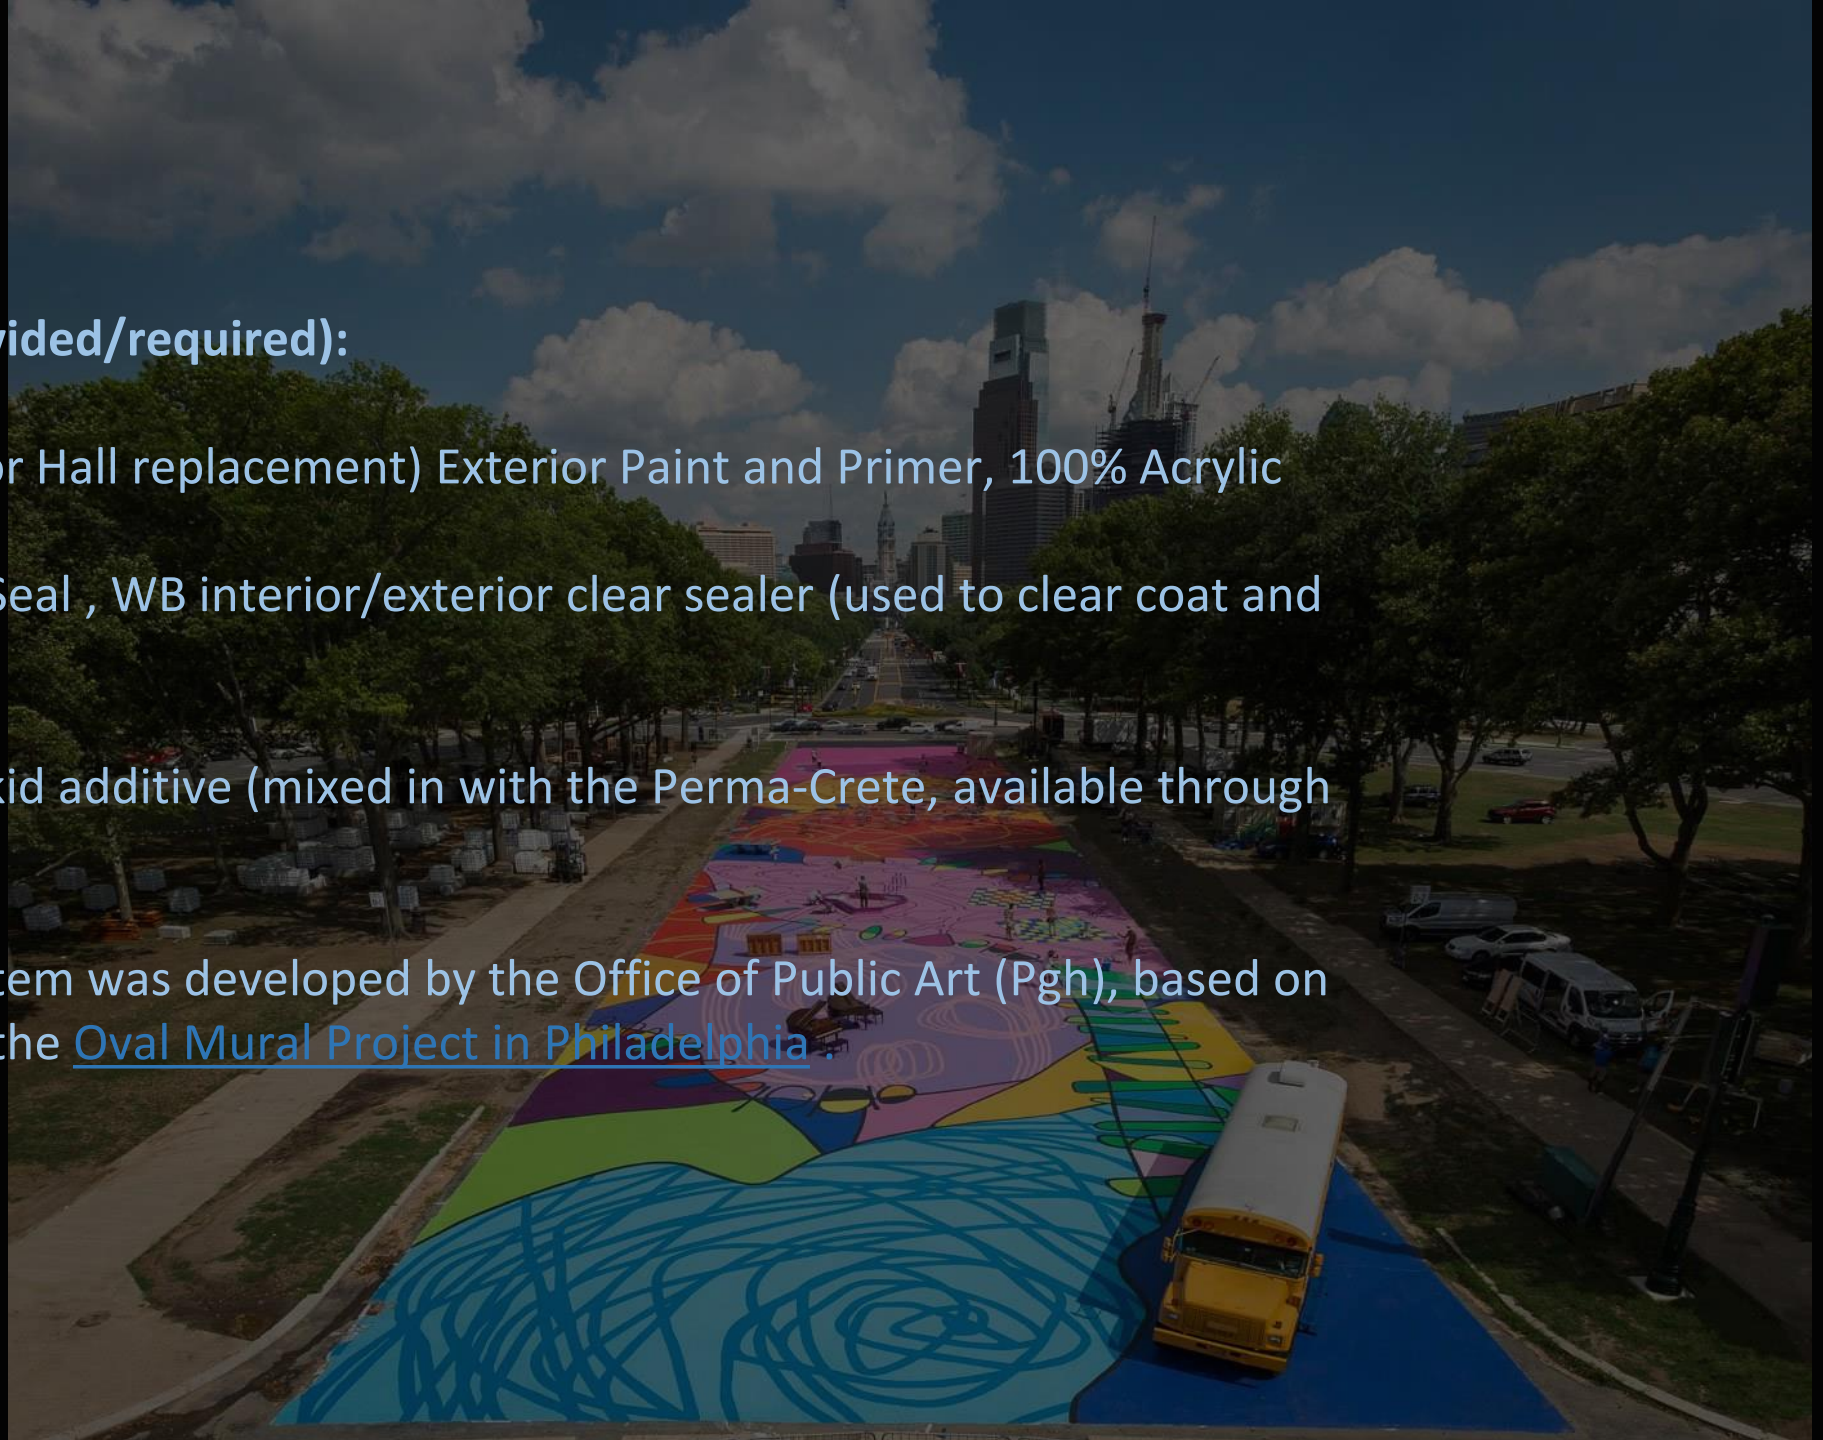 vided/required):
or Hall replacement) Exterior Paint and Primer, 100% Acrylic
Seal , WB interior/exterior clear sealer (used to clear coat and
kid additive (mixed in with the Perma-Crete, available through
tem was developed by the Office of Public Art (Pgh), based on
the Oval Mural Project in Philadelphia .